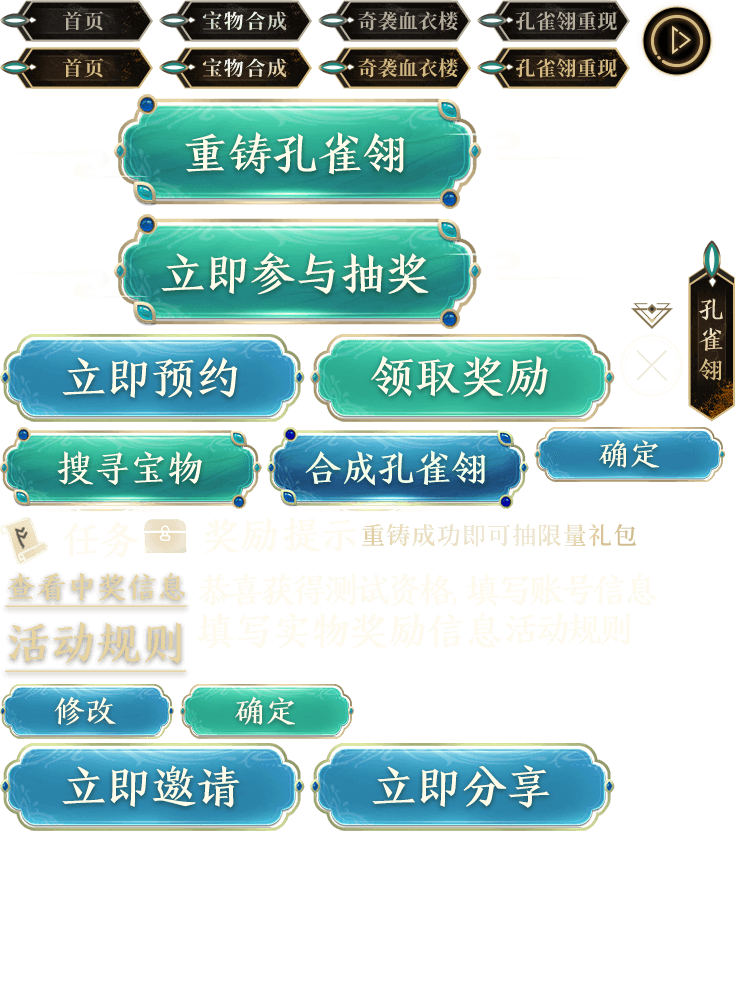 首页 宝物合成 奇袭血衣楼 孔雀翎重现
首页 宝物合成 奇袭血衣楼 孔雀翎重现
重铸孔雀翎
立即参与抽奖
孔雀翎
立即预约 领取奖励
搜寻宝物 合成孔雀翎 确定
任务 奖励提示 重铸成功即可抽限量礼包
查看中奖信息 恭喜获得测试资格, 填写账号信息
活动规则 填写实物奖励信息 活动规则
修改 确定
立即邀请 立即分享